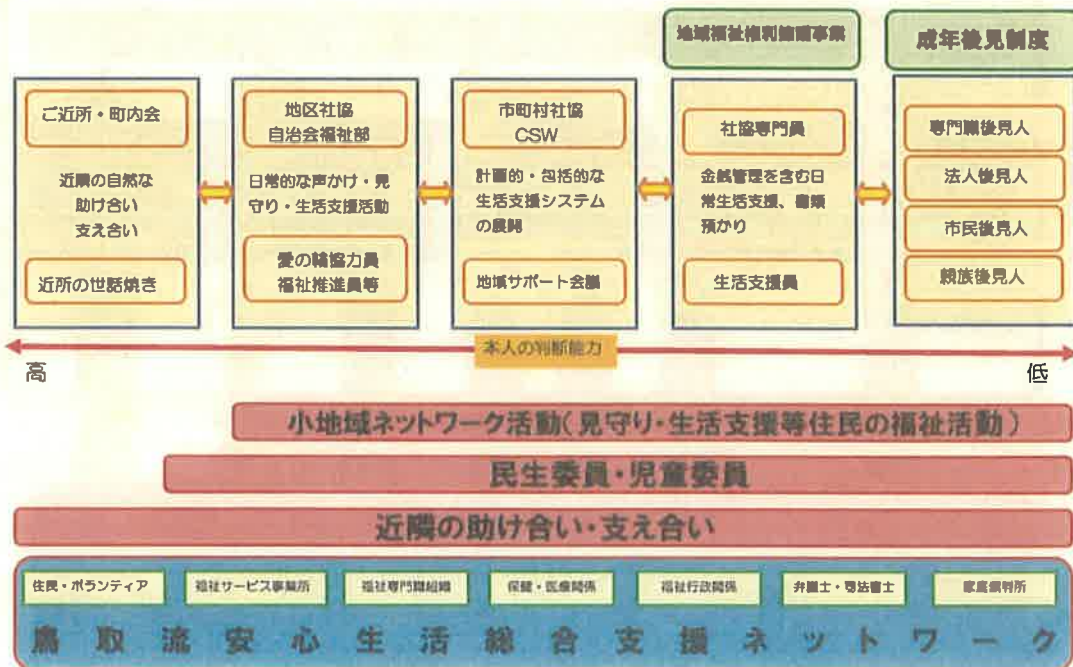 地域福祉権利擁護事業
成年後見制度
ご近所・町内会
近隣の自然な
助け合い
支え合い
近所の世話焼き
地区社協
自治会福祉部
日常的な声かけ・見
守り・生活支援活動
愛の輪協力員
福祉推進員等
市町村社協
CSW
計画的・包括的な
生活支援システム
の展開
地域サポート会議
社協専門員
金銭管理を含む日
常生活支援、書類
預かり
生活支援員
専門職後見人
法人後見人
市民後見人
親族後見人
本人の判断能力
高
低
小地域ネットワーク活動(見守り・生活支援等住民の福祉活動)
民生委員・児童委員
近隣の助け合い・支え合い
住民・ボランティア
福祉サービス事業所
福祉専門職組織
保健・医療関係
福祉行政関係
弁護士・司法書士
家庭裁判所
鳥取流安心生活総合支援ネットワーク